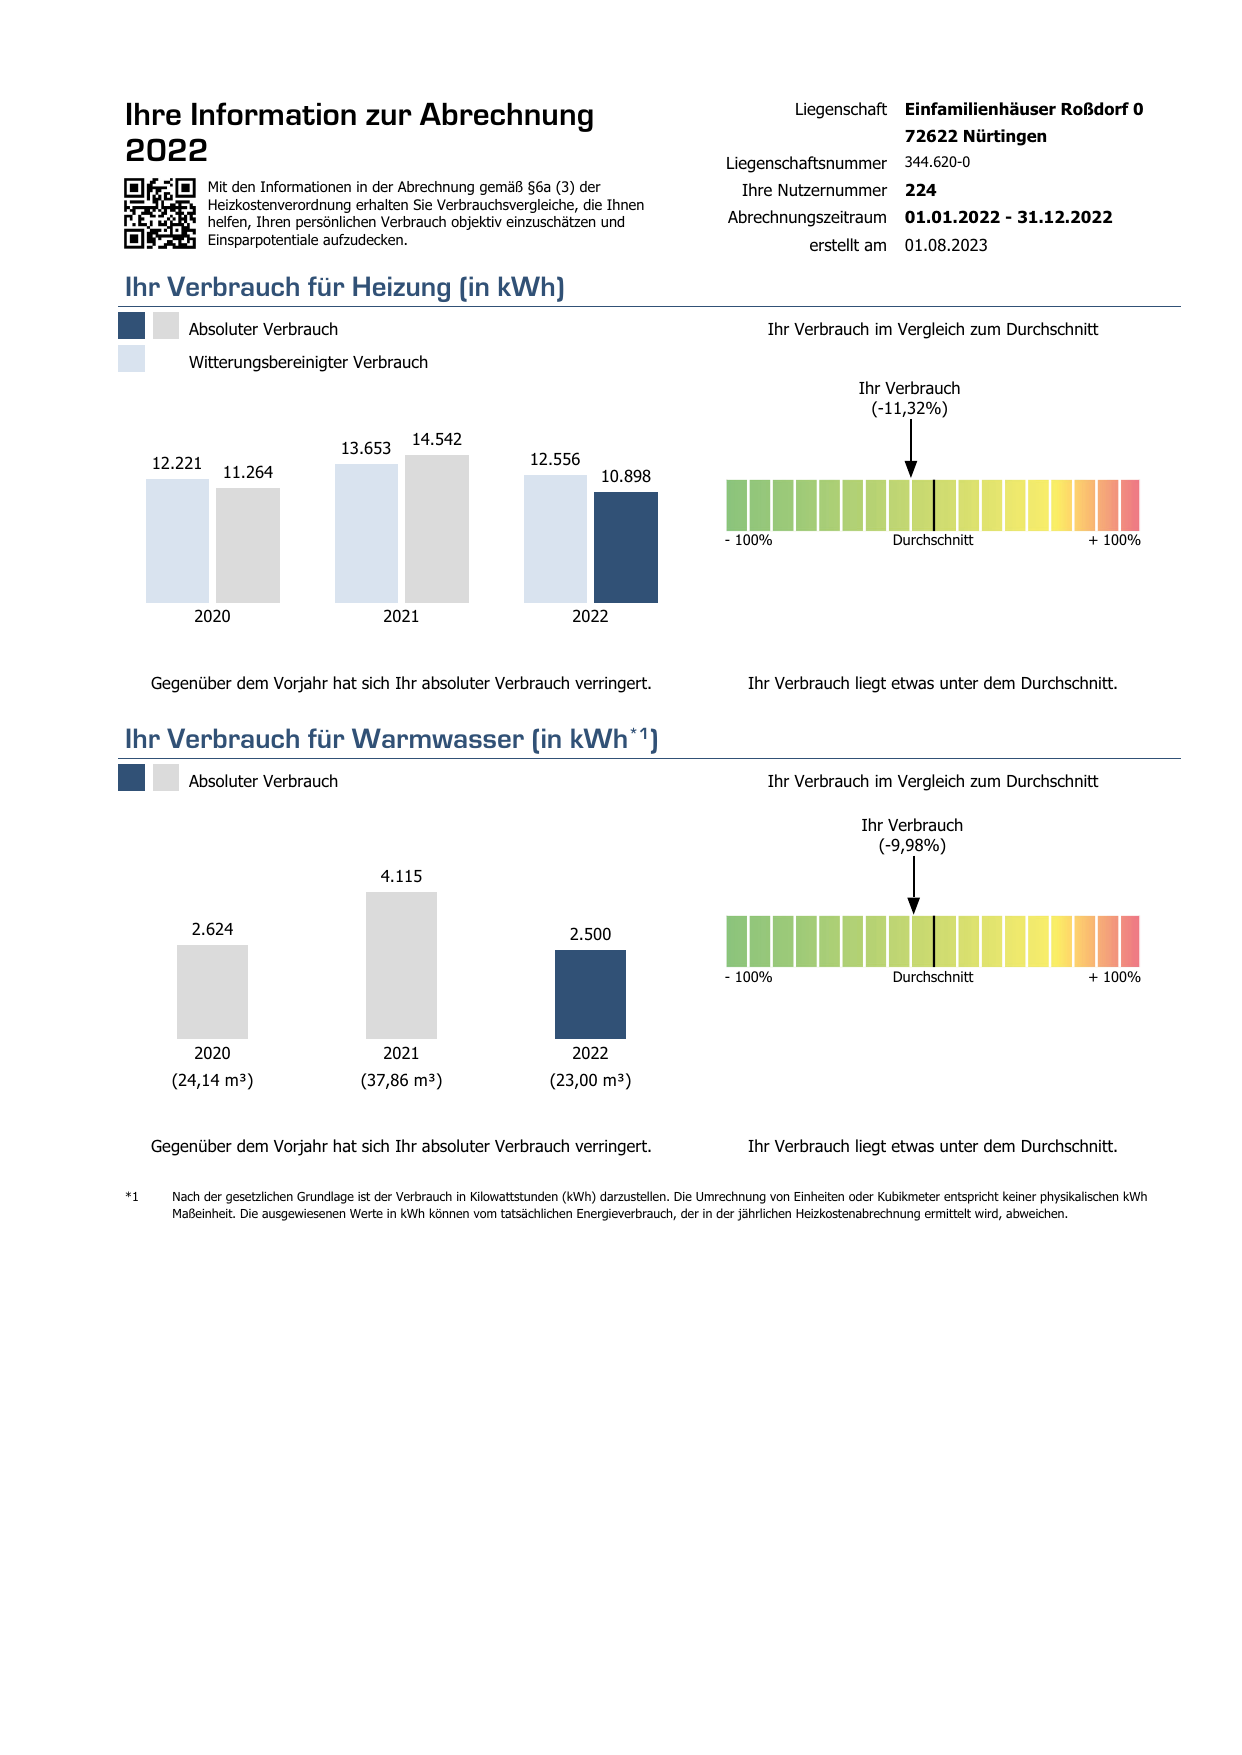 Ihre Information zur Abrechnung
2022
Mit den Informationen in der Abrechnung gemäß §6a (3) der
Heizkostenverordnung erhalten Sie Verbrauchsvergleiche, die Ihnen
helfen, Ihren persönlichen Verbrauch objektiv einzuschätzen und
Einsparpotentiale aufzudecken.
Liegenschaft Einfamilienhäuser Roßdorf 0
72622 Nürtingen
Liegenschaftsnummer 344.620-0
Ihre Nutzernummer 224
Abrechnungszeitraum 01.01.2022 - 31.12.2022
erstellt am 01.08.2023
Ihr Verbrauch für Heizung (in kWh)
Absoluter Verbrauch
Witterungsbereinigter Verbrauch
12.221 11.264 13.653 14.542 12.556 10.898
2020 2021 2022
Gegenüber dem Vorjahr hat sich Ihr absoluter Verbrauch verringert.
Ihr Verbrauch im Vergleich zum Durchschnitt
Ihr Verbrauch
(-11,32%)
- 100% Durchschnitt + 100%
Ihr Verbrauch liegt etwas unter dem Durchschnitt.
Ihr Verbrauch für Warmwasser (in kWh*1)
Absoluter Verbrauch
2.624 4.115 2.500
2020 2021 2022
(24,14 m³) (37,86 m³) (23,00 m³)
Gegenüber dem Vorjahr hat sich Ihr absoluter Verbrauch verringert.
Ihr Verbrauch im Vergleich zum Durchschnitt
Ihr Verbrauch
(-9,98%)
- 100% Durchschnitt + 100%
Ihr Verbrauch liegt etwas unter dem Durchschnitt.
*1 Nach der gesetzlichen Grundlage ist der Verbrauch in Kilowattstunden (kWh) darzustellen. Die Umrechnung von Einheiten oder Kubikmeter entspricht keiner physikalischen kWh
Maßeinheit. Die ausgewiesenen Werte in kWh können vom tatsächlichen Energieverbrauch, der in der jährlichen Heizkostenabrechnung ermittelt wird, abweichen.